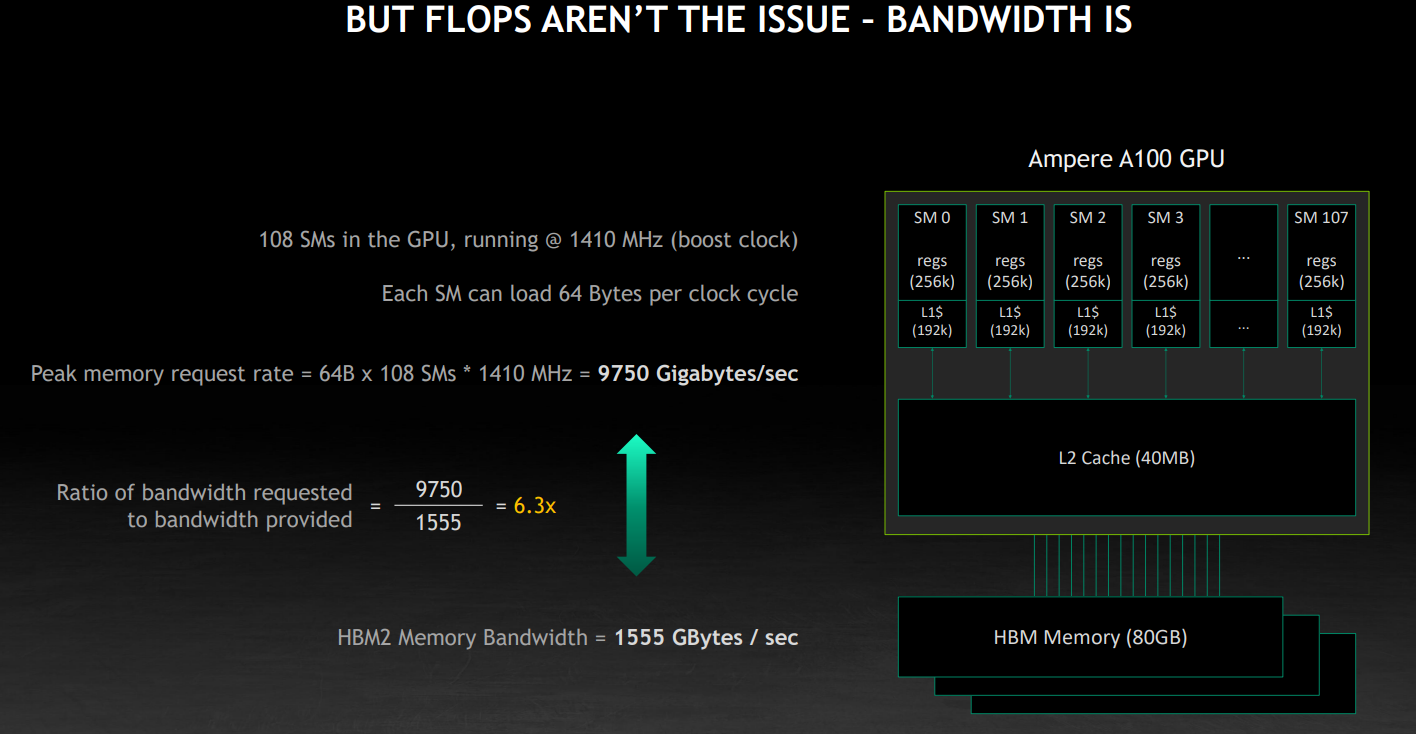 BUT FLOPS AREN’T THE ISSUE – BANDWIDTH IS
108 SMs in the GPU, running @ 1410 MHz (boost clock)
Each SM can load 64 Bytes per clock cycle
Peak memory request rate = 64B x 108 SMs * 1410 MHz = 9750 Gigabytes/sec
Ratio of bandwidth requested
to bandwidth provided
=
9750
1555
= 6.3x
HBM2 Memory Bandwidth = 1555 GBytes / sec
Ampere A100 GPU
SM 0
regs
(256k)
L1$
(192k)
SM 1
regs
(256k)
L1$
(192k)
SM 2
regs
(256k)
L1$
(192k)
SM 3
regs
(256k)
L1$
(192k)
...
...
SM 107
regs
(256k)
L1$
(192k)
L2 Cache (40MB)
HBM Memory (80GB)